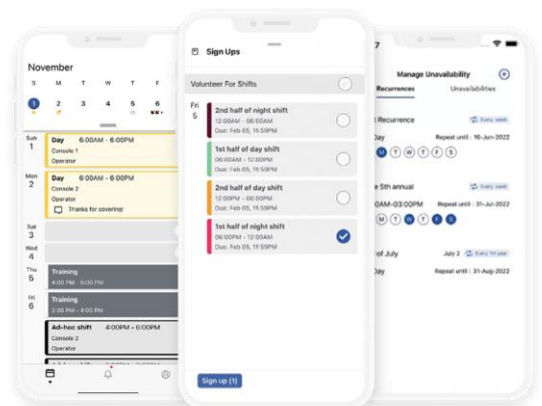 November
S M T W T F
1 2 3 4 5 6
Sun 1
Day 6:00AM - 6:00PM
Console 1
Operator
Mon 2
Day 6:00AM - 6:00PM
Console 2
Operator
Thanks for covering!
Tue 3
Wed 4
Thu 5
Training
4:00 PM - 6:00 PM
Fri 6
Training
2:00 PM - 4:00 PM
Ad-hoc shift 4:00PM - 6:00PM
Console 2
Operator
Sign Ups
Volunteer For Shifts
Fri 5
2nd half of night shift
12:00AM - 06:00AM
Due: Feb 05, 11:59PM
1st half of day shift
06:00AM - 12:00PM
Due: Feb 05, 11:59PM
2nd half of day shift
12:00PM - 06:00PM
Due: Feb 05, 11:59PM
1st half of night shift
06:00PM - 12:00AM
Due: Feb 05, 11:59PM
Sign up (1)
7
Manage Unavailability
Recurrences Unavailabilities
Recurrence Every week
Day Repeat until : 16-Jun-2022
M T W T F S
5th annual Every week
AM-03:00PM Repeat until : 31-Jul-2022
M T W T F S
of July July 2 Every 1st year
Day Repeat until : 31-Aug-2022